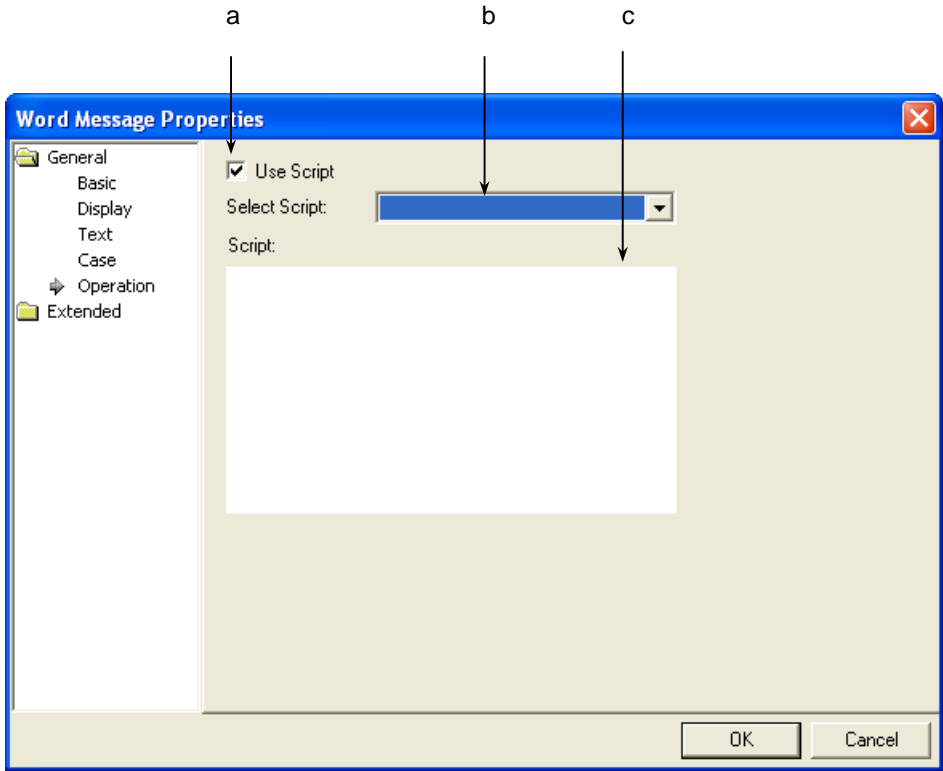 a b c
Word Message Properties
General
Basic
Display
Text
Case
Operation
Extended
Use Script
Select Script:
Script:
OK Cancel